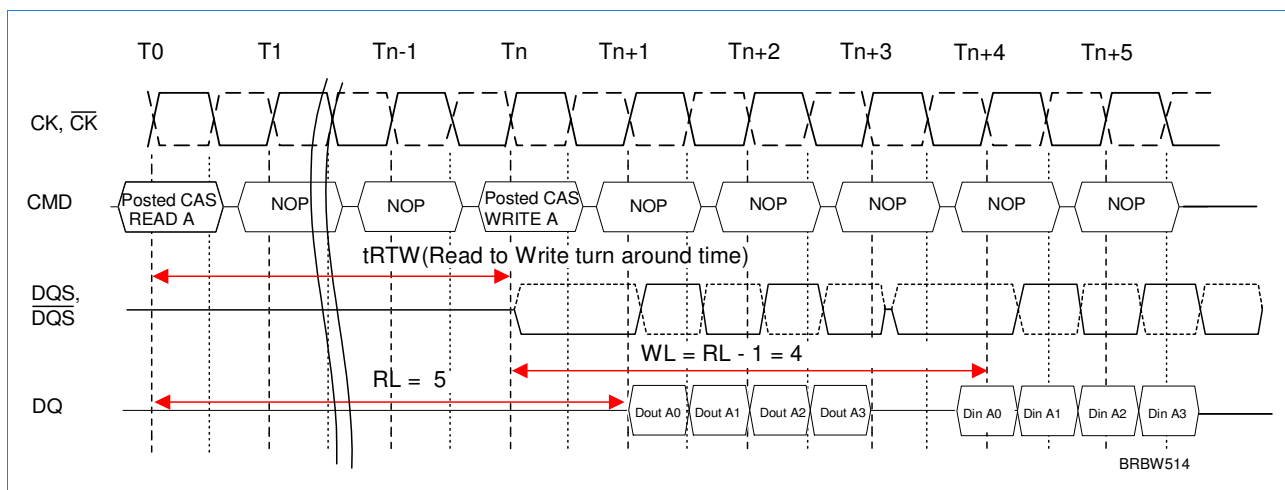 T0 T1 Tn-1 Tn Tn+1 Tn+2 Tn+3 Tn+4 Tn+5
CK, CK
CMD
Posted CAS
READ A
NOP
NOP
Posted CAS
WRITE A
NOP
NOP
NOP
NOP
NOP
tRTW(Read to Write turn around time)
DQS,
DQS
WL = RL - 1 = 4
RL = 5
DQ
Dout A0 Dout A1 Dout A2 Dout A3 Din A0 Din A1 Din A2 Din A3
BRBW514